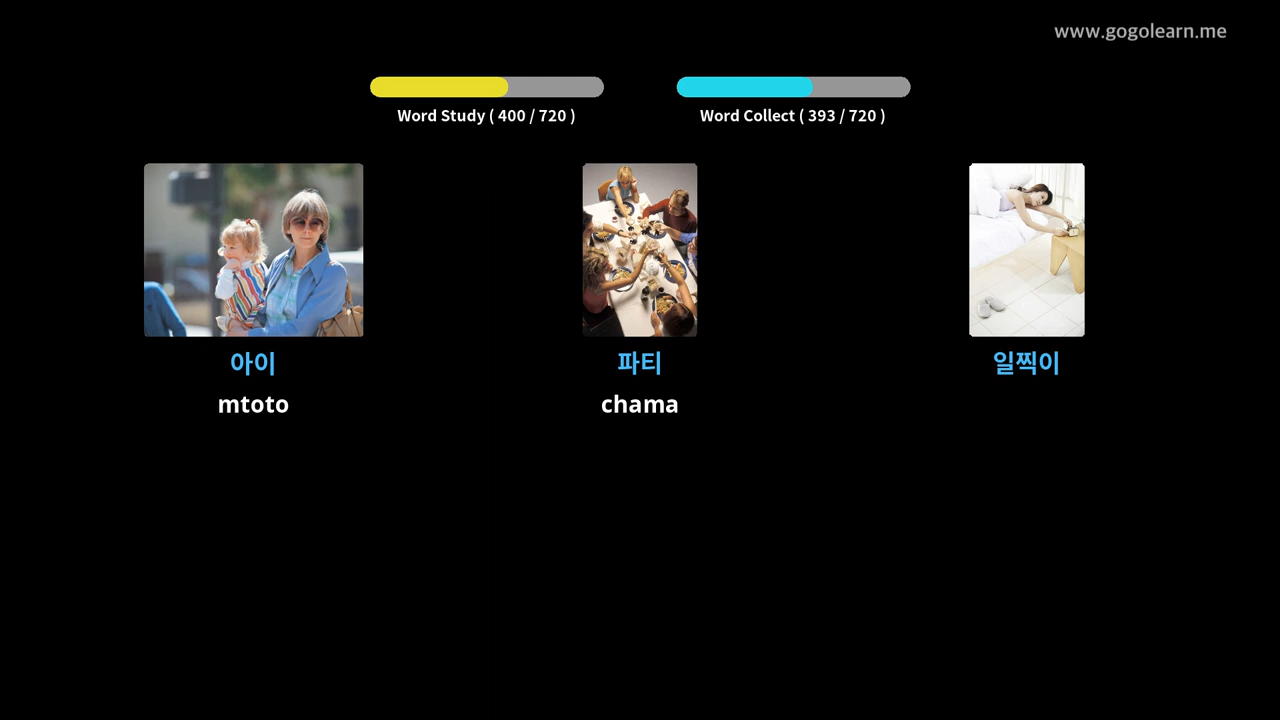 www.gogolearn.me
Word Study ( 400 / 720 )
Word Collect ( 393 / 720 )
아이
파티
일찍이
mtoto
chama